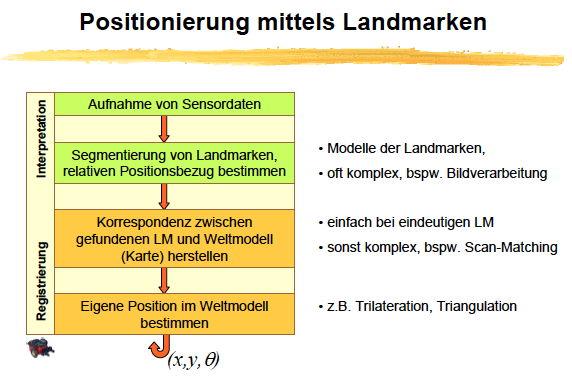 Positionierung mittels Landmarken
Interpretation
Aufnahme von Sensordaten
Segmentierung von Landmarken,
relativen Positionsbezug bestimmen
• Modelle der Landmarken,
• oft komplex, bspw. Bildverarbeitung
Registrierung
Korrespondenz zwischen
gefundenen LM und Weltmodell
(Karte) herstellen
• einfach bei eindeutigen LM
• sonst komplex, bspw. Scan-Matching
Eigene Position im Weltmodell
bestimmen
• z.B. Trilateration, Triangulation
(x,y,θ)